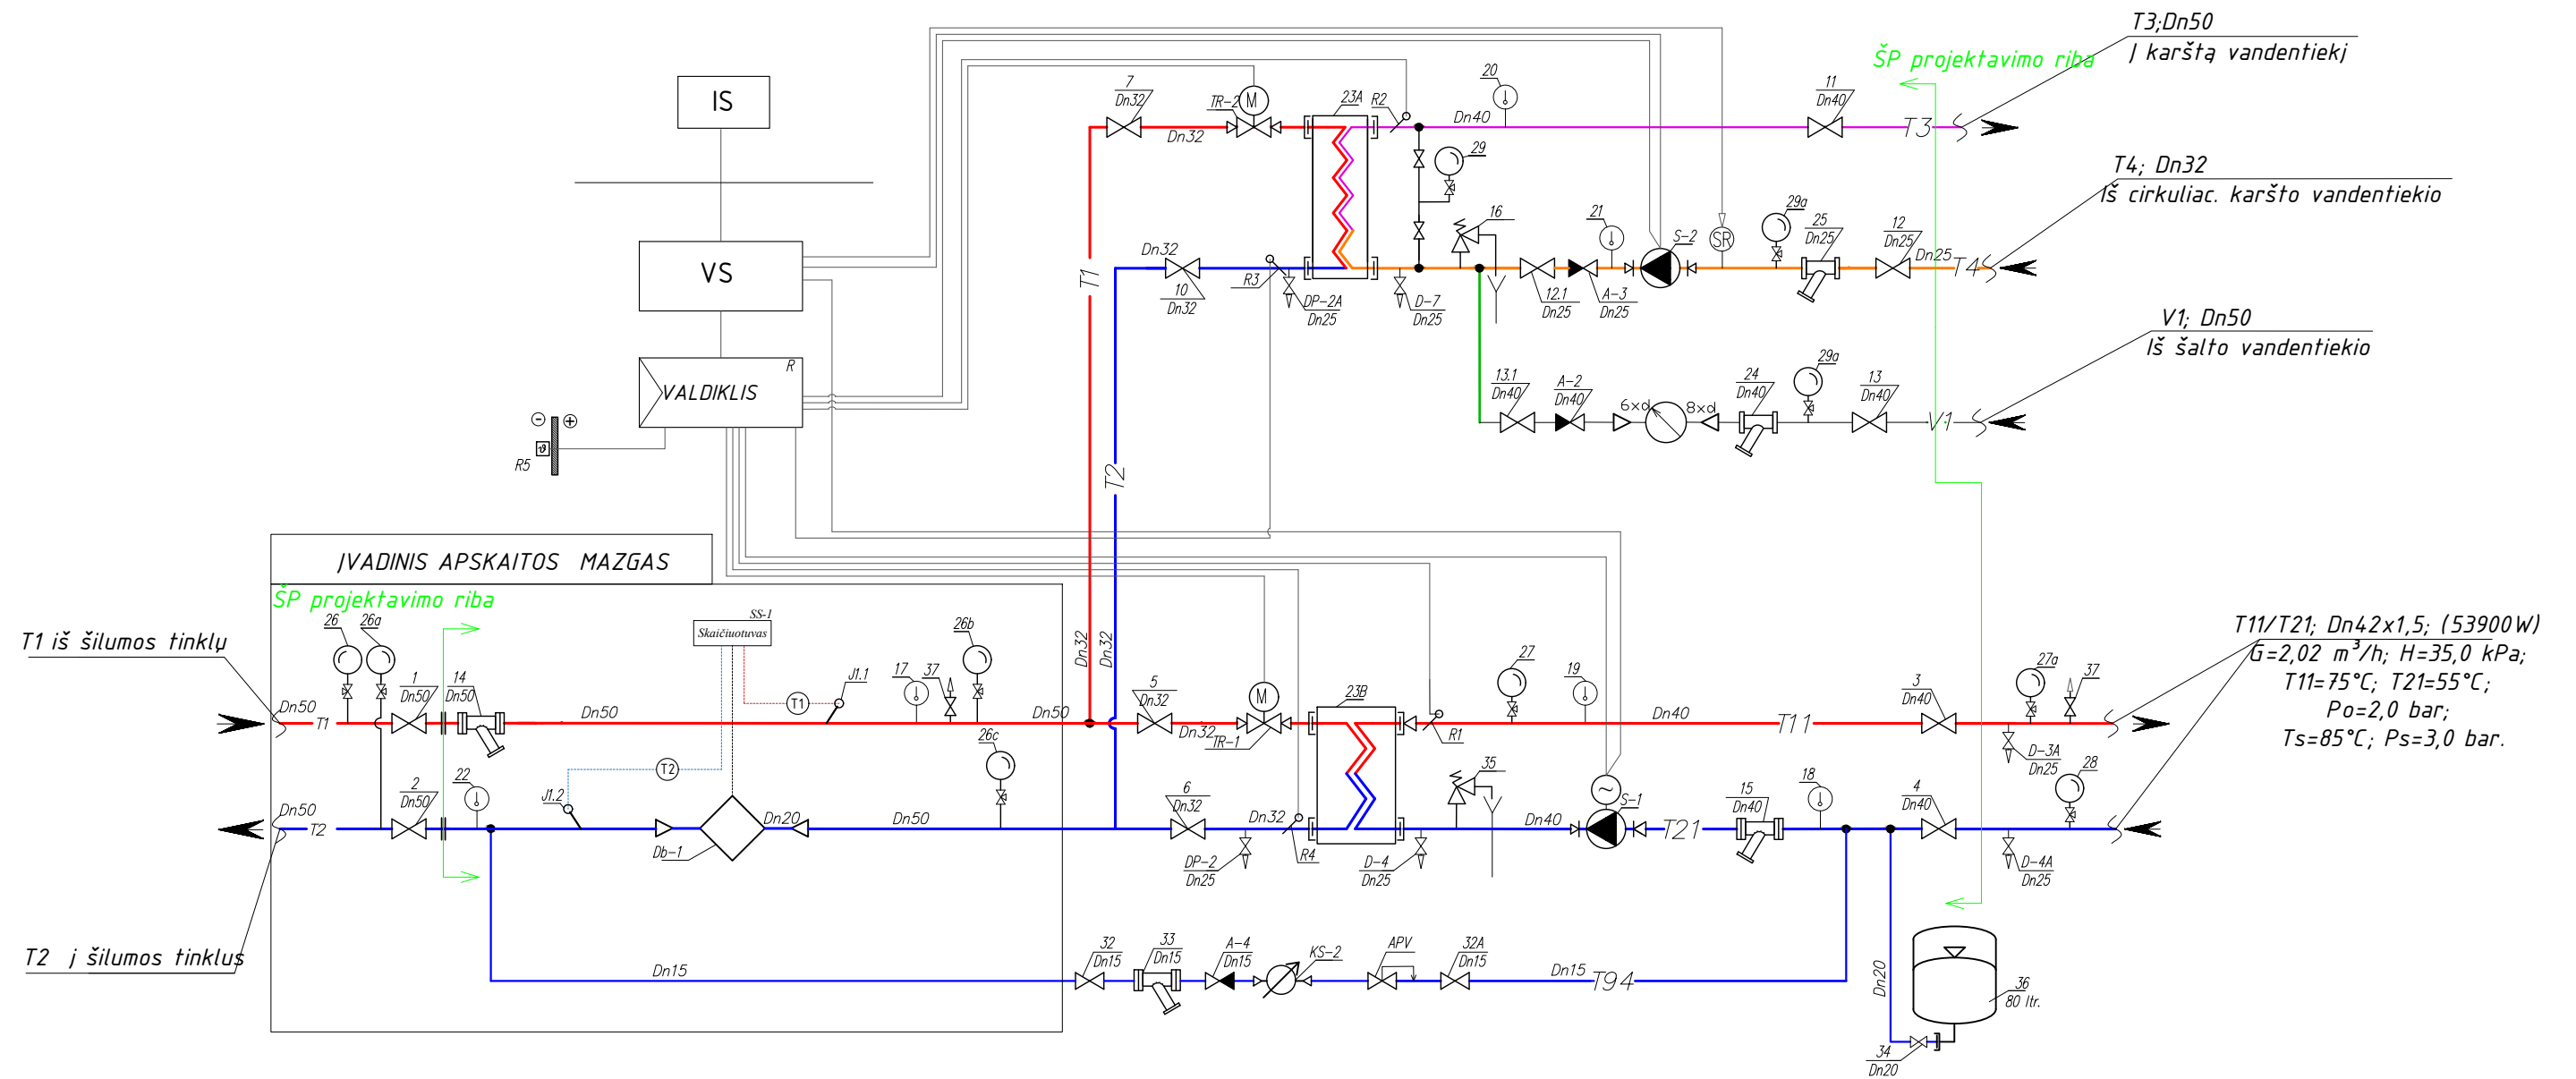 T3;Dn50
Į karštą vandentiekį
ŠP projektavimo riba
T4; Dn32
Iš cirkuliac. karšto vandentiekio
V1; Dn50
Iš šalto vandentiekio
IS
VS
R
VALDIKLIS
R5
7
Dn32
TR-2
M
23A
R2
20
11
Dn40
Dn32
Dn40
T3
29
16
21
S-2
SR
29a
25
Dn25
12
Dn25
Dn25
T4
T1
Dn32
10
Dn32
R3
DP-2A
Dn25
D-7
Dn25
12.1
Dn25
A-3
Dn25
13.1
Dn40
A-2
Dn40
6xd
8xd
24
Dn40
29a
13
Dn40
V1
T2
ĮVADINIS APSKAITOS MAZGAS
ŠP projektavimo riba
T1 iš šilumos tinklų
26
26a
1
Dn50
14
Dn50
SS-1
Skaičiuotuvas
T1
J1.1
17
37
26b
Dn32
Dn32
Dn50
T1
Dn50
Dn50
5
Dn32
Dn32
TR-1
M
23B
R1
27
19
Dn40
T11
3
Dn40
27a
37
D-3A
Dn25
T11/T21; Dn42x1,5; (53900W)
G=2,02 m³/h; H=35,0 kPa;
T11=75°C; T21=55°C;
Po=2,0 bar;
Ts=85°C; Ps=3,0 bar.
T2
26c
Dn50
T2
2
Dn50
22
J1.2
Db-1
Dn20
Dn50
6
Dn32
Dn32
R4
DP-2
Dn25
D-4
Dn25
35
Dn40
~
S-1
T21
15
Dn40
18
4
Dn40
28
D-4A
Dn25
T2 į šilumos tinklus
Dn15
32
Dn15
33
Dn15
A-4
Dn15
KS-2
APV
32A
Dn15
Dn15
T94
Dn20
36
80 ltr.
34
Dn20